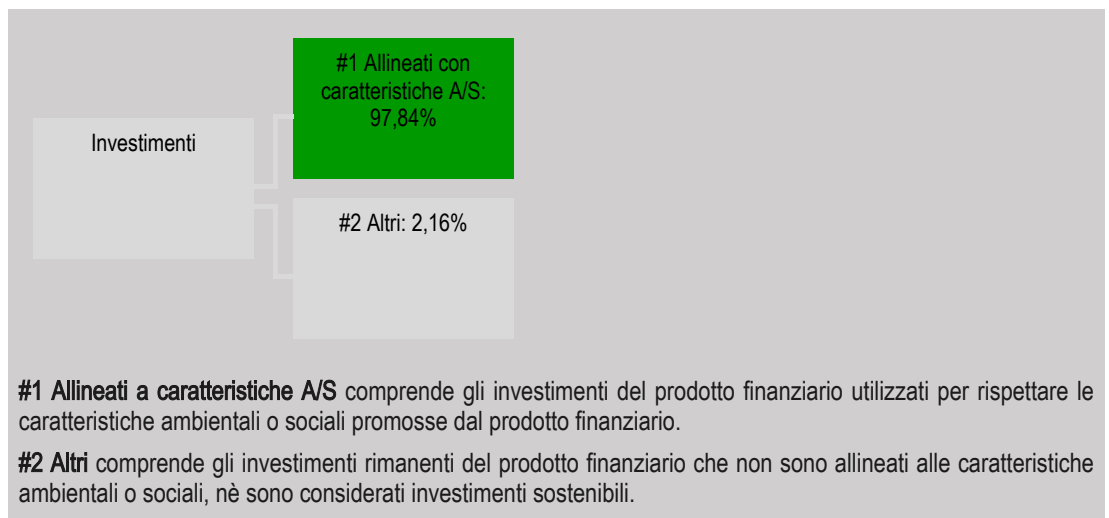 #1 Allineati con
caratteristiche A/S:
97,84%
Investimenti
#2 Altri: 2,16%
#1 Allineati a caratteristiche A/S comprende gli investimenti del prodotto finanziario utilizzati per rispettare le
caratteristiche ambientali o sociali promosse dal prodotto finanziario.
#2 Altri comprende gli investimenti rimanenti del prodotto finanziario che non sono allineati alle caratteristiche
ambientali o sociali, nè sono considerati investimenti sostenibili.